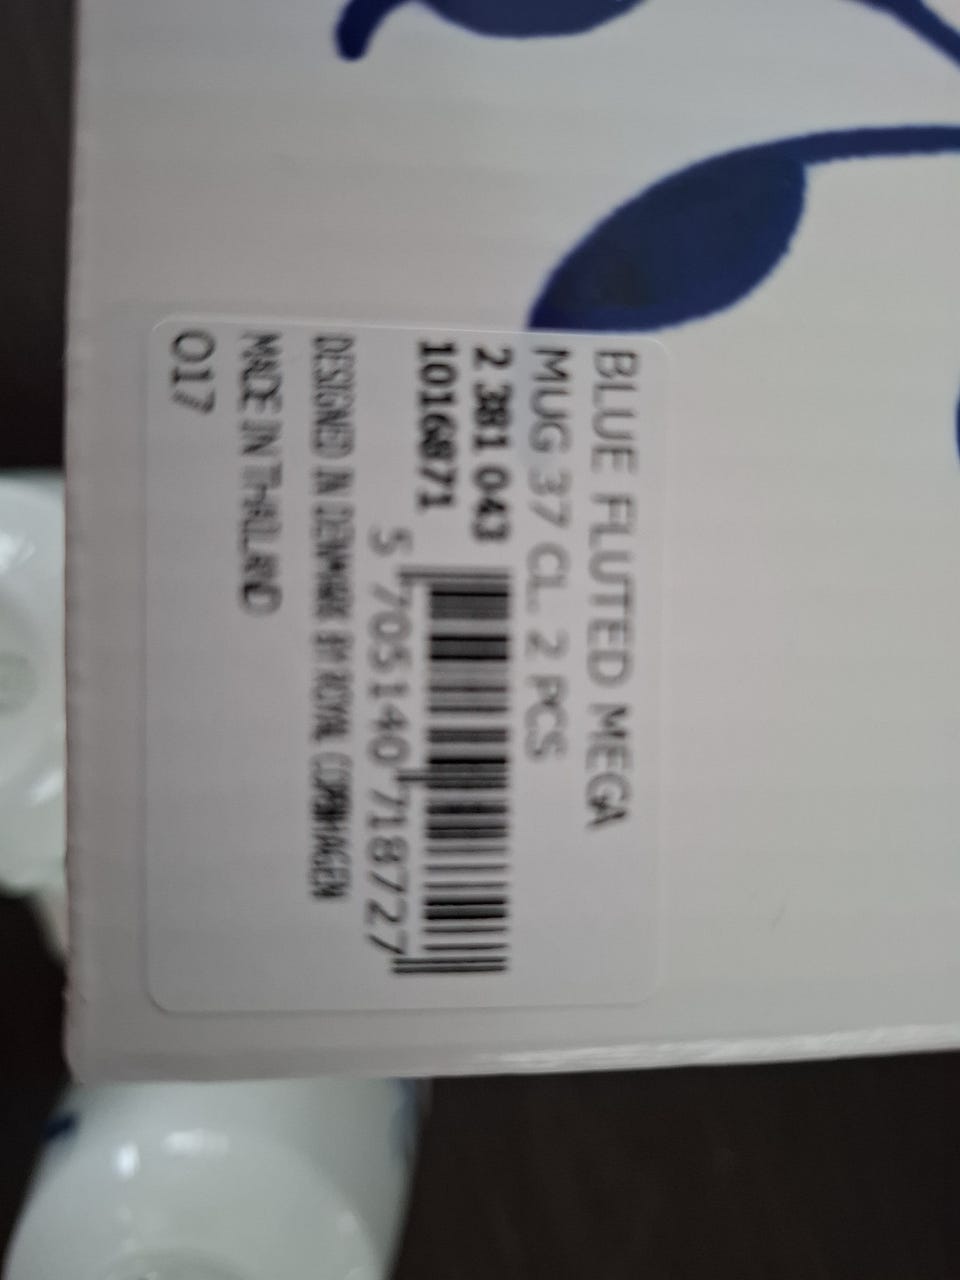 BLUE FLUTED MEGA
MUG 37 CL. 2 PCS
2 381 043
1016871
5 705140 718727
DESIGNED IN DENMARK BY ROYAL COPENHAGEN
MADE IN THAILAND
017